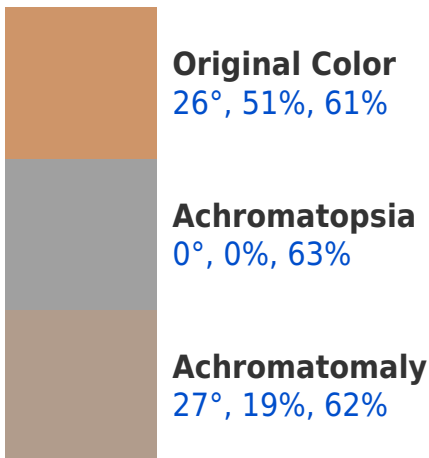 Original Color
26°, 51%, 61%
Achromatopsia
0°, 0%, 63%
Achromatomaly
27°, 19%, 62%